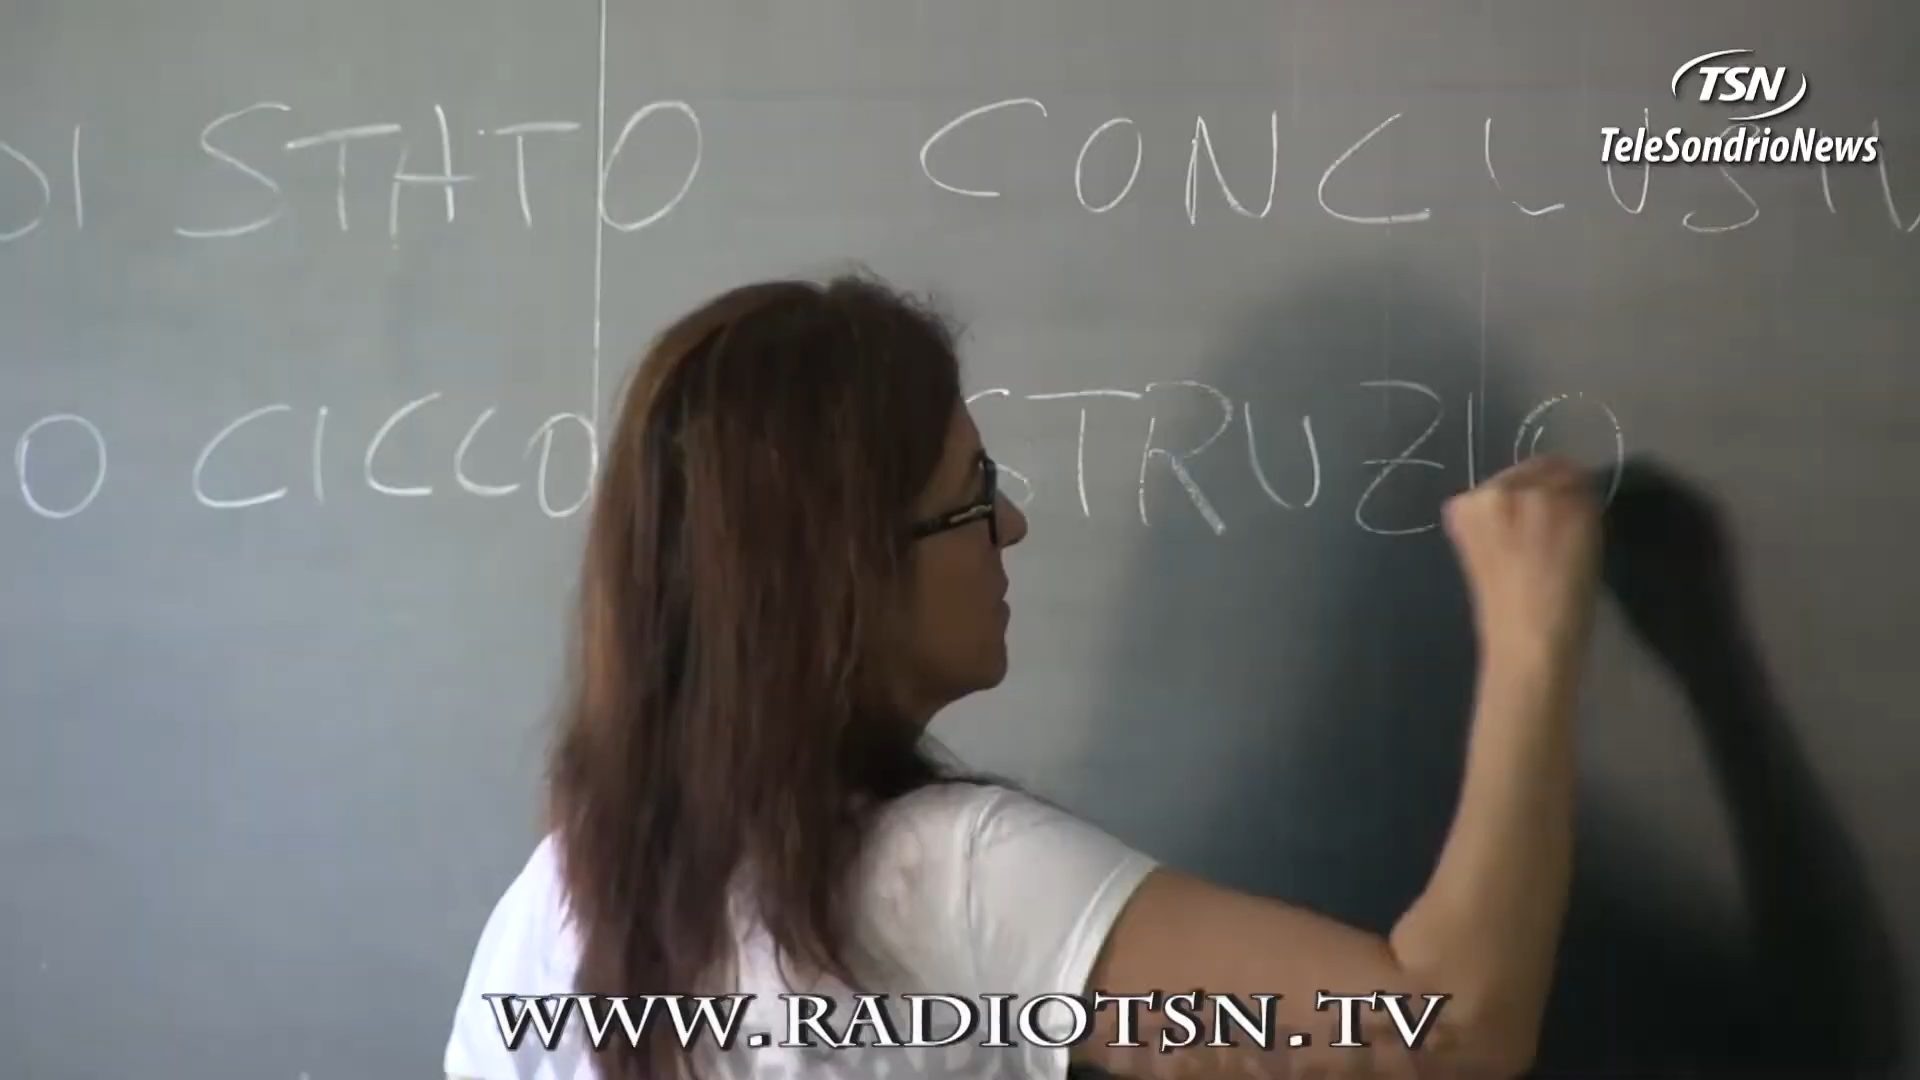 TSN
TeleSondrioNews
DI STATO CONCLUSIV
O CICCO STRUZIO
WWW.RADIOTSN.TV